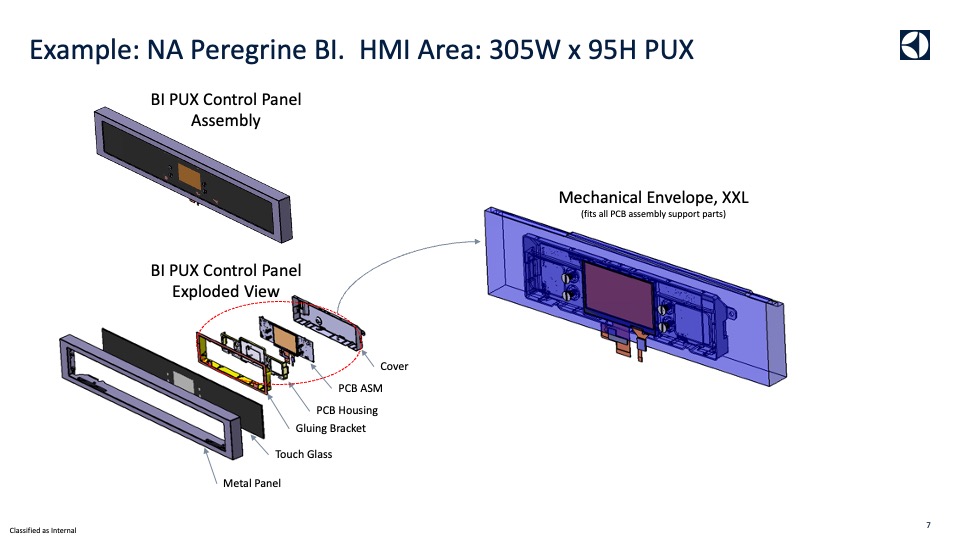 Example: NA Peregrine BI.  HMI Area: 305W x 95H PUX
BI PUX Control Panel
Assembly
Mechanical Envelope, XXL
(fits all PCB assembly support parts)
BI PUX Control Panel
Exploded View
Cover
PCB ASM
PCB Housing
Gluing Bracket
Touch Glass
Metal Panel
Classified as Internal
7